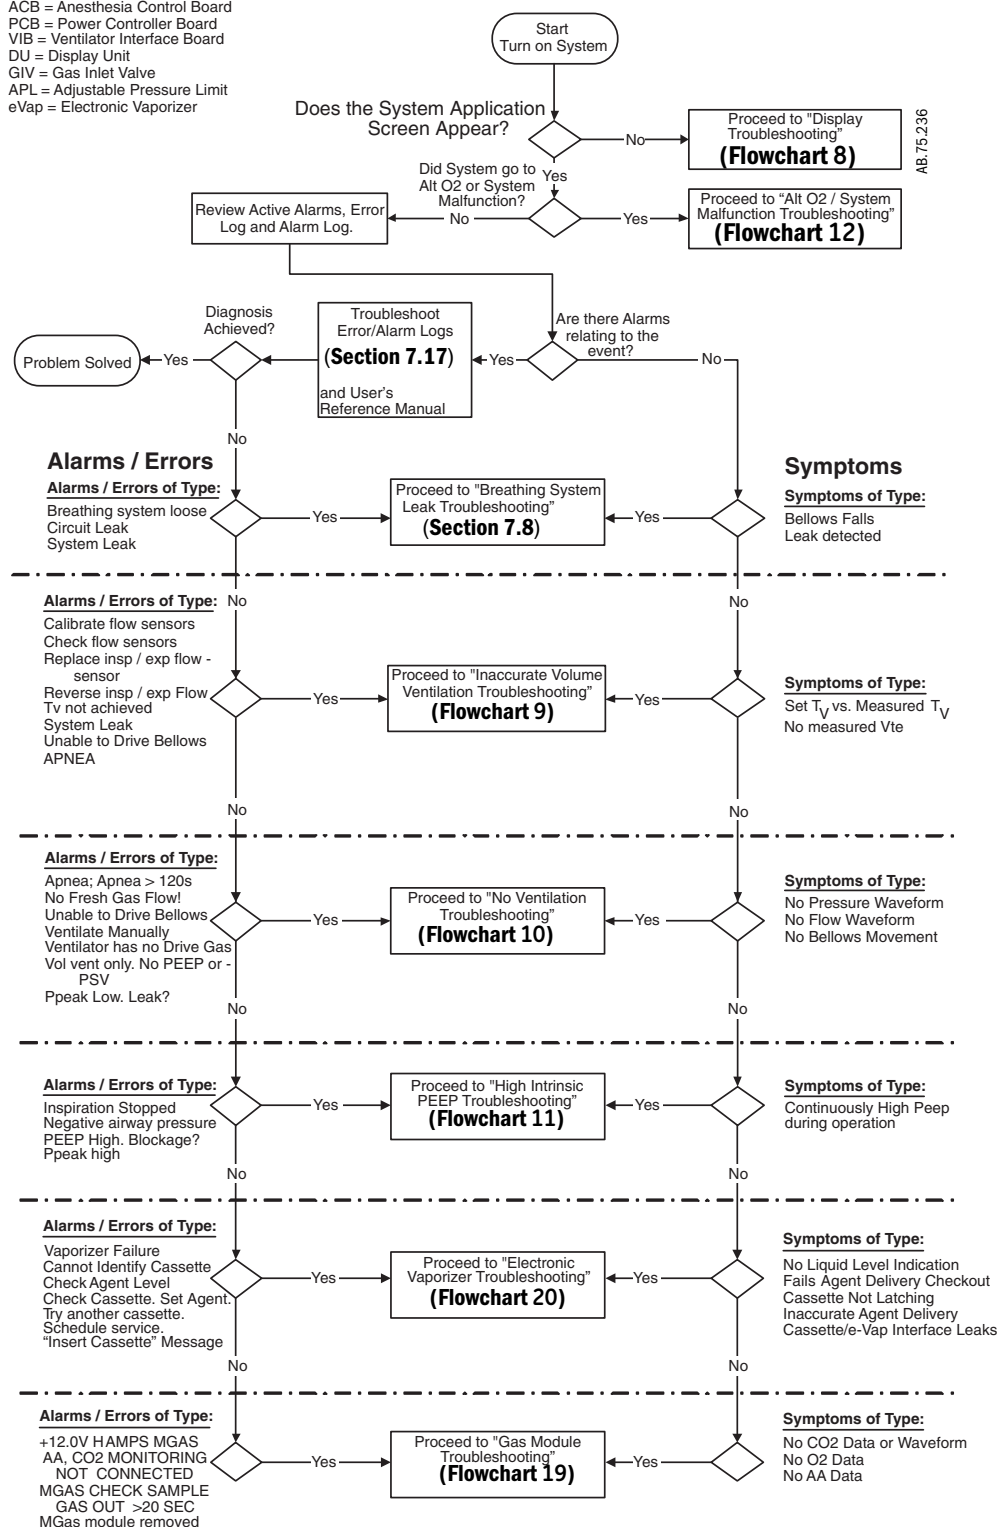 ACB = Anesthesia Control Board
PCB = Power Controller Board
VIB = Ventilator Interface Board
DU = Display Unit
GIV = Gas Inlet Valve
APL = Adjustable Pressure Limit
eVap = Electronic Vaporizer
Start
Turn on System
Does the System Application
Screen Appear?
No
Proceed to "Display
Troubleshooting”
(Flowchart 8)
AB.75.236
Yes
Did System go to
Alt O2 or System
Malfunction?
No
Yes
Proceed to “Alt O2 / System
Malfunction Troubleshooting”
(Flowchart 12)
Review Active Alarms, Error
Log and Alarm Log.
Are there Alarms
relating to the
event?
Yes
No
Troubleshoot
Error/Alarm Logs
(Section 7.17)
and User's
Reference Manual
Diagnosis
Achieved?
Yes
Problem Solved
No
Alarms / Errors
Symptoms
Alarms / Errors of Type:
Breathing system loose
Circuit Leak
System Leak
Yes
Proceed to "Breathing System
Leak Troubleshooting”
(Section 7.8)
Yes
Symptoms of Type:
Bellows Falls
Leak detected
No
No
Alarms / Errors of Type:
Calibrate flow sensors
Check flow sensors
Replace insp / exp flow -
sensor
Reverse insp / exp Flow
Tv not achieved
System Leak
Unable to Drive Bellows
APNEA
Yes
Proceed to "Inaccurate Volume
Ventilation Troubleshooting”
(Flowchart 9)
Yes
Symptoms of Type:
Set TV vs. Measured TV
No measured Vte
No
No
Alarms / Errors of Type:
Apnea; Apnea > 120s
No Fresh Gas Flow!
Unable to Drive Bellows
Ventilate Manually
Ventilator has no Drive Gas
Vol vent only. No PEEP or -
PSV
Ppeak Low. Leak?
Yes
Proceed to "No Ventilation
Troubleshooting”
(Flowchart 10)
Yes
Symptoms of Type:
No Pressure Waveform
No Flow Waveform
No Bellows Movement
No
No
Alarms / Errors of Type:
Inspiration Stopped
Negative airway pressure
PEEP High. Blockage?
Ppeak high
Yes
Proceed to "High Intrinsic
PEEP Troubleshooting”
(Flowchart 11)
Yes
Symptoms of Type:
Continuously High Peep
during operation
No
No
Alarms / Errors of Type:
Vaporizer Failure
Cannot Identify Cassette
Check Agent Level
Check Cassette. Set Agent.
Try another cassette.
Schedule service.
“Insert Cassette” Message
Yes
Proceed to "Electronic
Vaporizer Troubleshooting”
(Flowchart 20)
Yes
Symptoms of Type:
No Liquid Level Indication
Fails Agent Delivery Checkout
Cassette Not Latching
Inaccurate Agent Delivery
Cassette/e-Vap Interface Leaks
No
No
Alarms / Errors of Type:
+12.0V HAMPS MGAS
AA, CO2 MONITORING
NOT CONNECTED
MGAS CHECK SAMPLE
GAS OUT >20 SEC
MGas module removed
Yes
Proceed to "Gas Module
Troubleshooting”
(Flowchart 19)
Yes
Symptoms of Type:
No CO2 Data or Waveform
No O2 Data
No AA Data